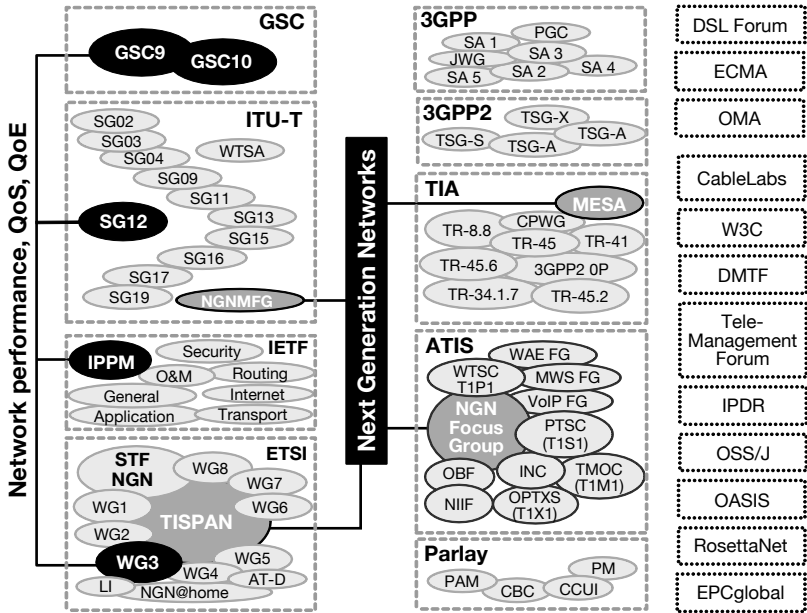 Network performance, QoS, QoE
GSC
GSC9
GSC10
ITU-T
SG02
SG03
SG04
WTSA
SG09
SG11
SG12
SG13
SG15
SG16
SG17
SG19
NGNMFG
IETF
IPPM
Security
O&M
Routing
General
Internet
Application
Transport
ETSI
STF
NGN
WG8
WG7
WG1
WG6
TISPAN
WG2
WG3
WG5
WG4
AT-D
LI
NGN@home
Next Generation Networks
3GPP
PGC
SA 1
SA 3
JWG
SA 2
SA 4
SA 5
3GPP2
TSG-X
TSG-S
TSG-A
TSG-A
TIA
MESA
CPWG
TR-8.8
TR-45
TR-41
TR-45.6
3GPP2 0P
TR-34.1.7
TR-45.2
ATIS
WAE FG
WTSC
T1P1
MWS FG
VoIP FG
NGN
Focus
Group
PTSC
(T1S1)
OBF
INC
TMOC
(T1M1)
NIIF
OPTXS
(T1X1)
Parlay
PAM
CBC
CCUI
PM
DSL Forum
ECMA
OMA
CableLabs
W3C
DMTF
Tele-
Management
Forum
IPDR
OSS/J
OASIS
RosettaNet
EPCglobal